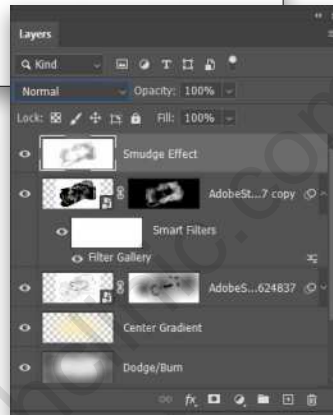 Layers
Kind
Normal
Opacity: 100%
Lock:
Fill: 100%
Smudge Effect
AdobeSt...7 copy
Smart Filters
Filter Gallery
AdobeS...624837
Center Gradient
Dodge/Burn
fx